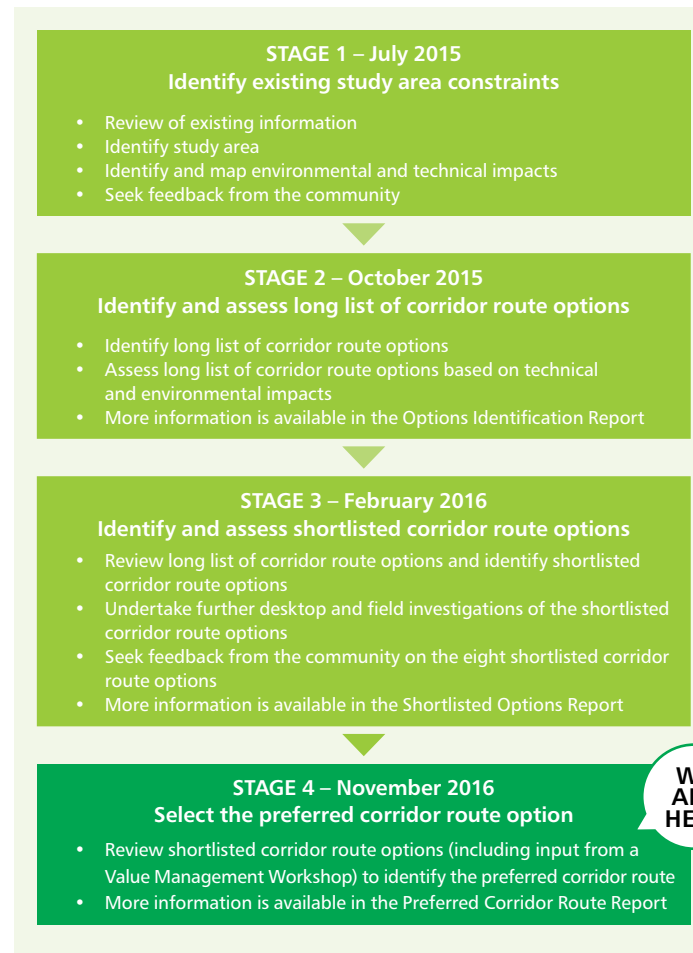 STAGE 1 – July 2015
Identify existing study area constraints
• Review of existing information
• Identify study area
• Identify and map environmental and technical impacts
• Seek feedback from the community
STAGE 2 – October 2015
Identify and assess long list of corridor route options
• Identify long list of corridor route options
• Assess long list of corridor route options based on technical
and environmental impacts
• More information is available in the Options Identification Report
STAGE 3 – February 2016
Identify and assess shortlisted corridor route options
• Review long list of corridor route options and identify shortlisted
corridor route options
• Undertake further desktop and field investigations of the shortlisted
corridor route options
• Seek feedback from the community on the eight shortlisted corridor
route options
• More information is available in the Shortlisted Options Report
STAGE 4 – November 2016
Select the preferred corridor route option
• Review shortlisted corridor route options (including input from a
Value Management Workshop) to identify the preferred corridor route
• More information is available in the Preferred Corridor Route Report